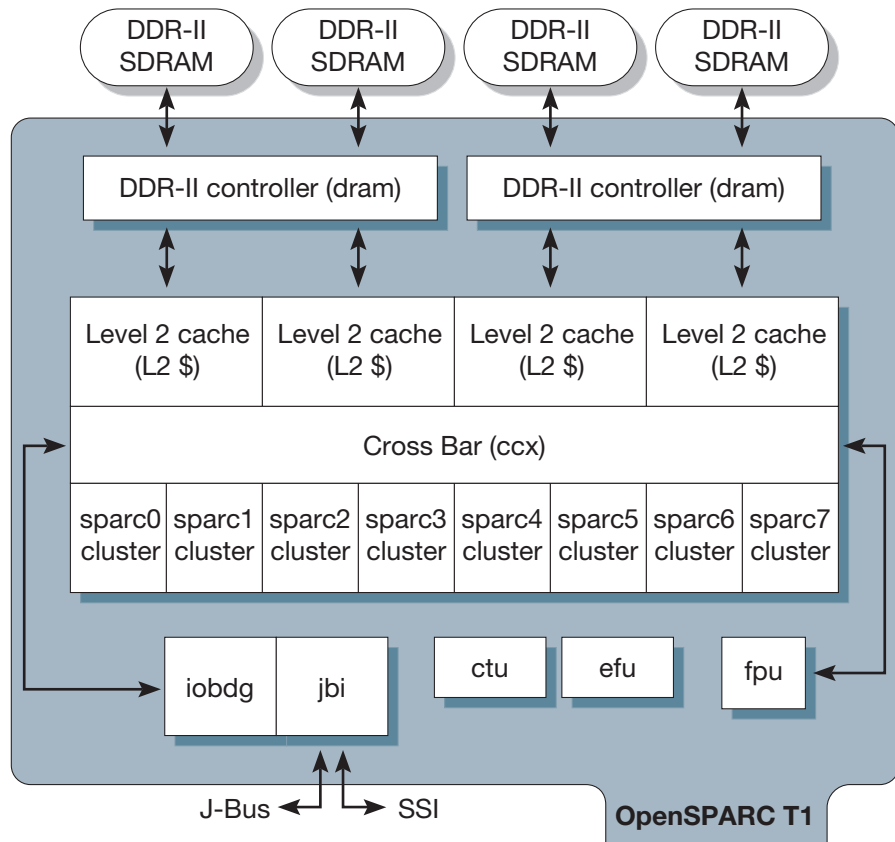 DDR-II
SDRAM
DDR-II
SDRAM
DDR-II
SDRAM
DDR-II
SDRAM
DDR-II controller (dram)
DDR-II controller (dram)
Level 2 cache
(L2 $)
Level 2 cache
(L2 $)
Level 2 cache
(L2 $)
Level 2 cache
(L2 $)
Cross Bar (ccx)
sparc0
cluster
sparc1
cluster
sparc2
cluster
sparc3
cluster
sparc4
cluster
sparc5
cluster
sparc6
cluster
sparc7
cluster
iobdg
jbi
ctu
efu
fpu
J-Bus
SSI
OpenSPARC T1